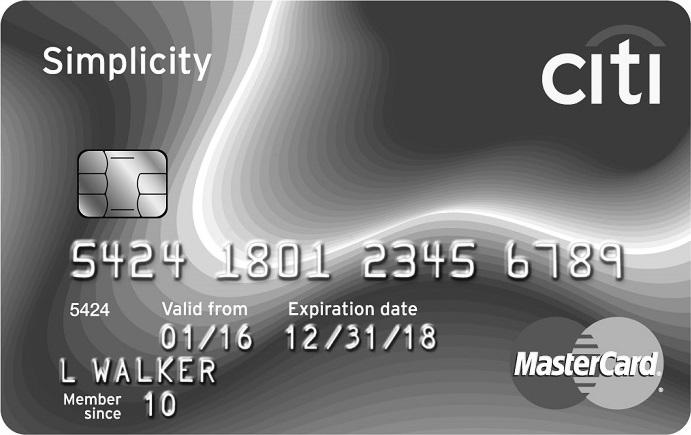 Simplicity
citi
5424 1801 2345 6789
5424 Valid from Expiration date
01/16 12/31/18
L WALKER
Member since 10
MasterCard